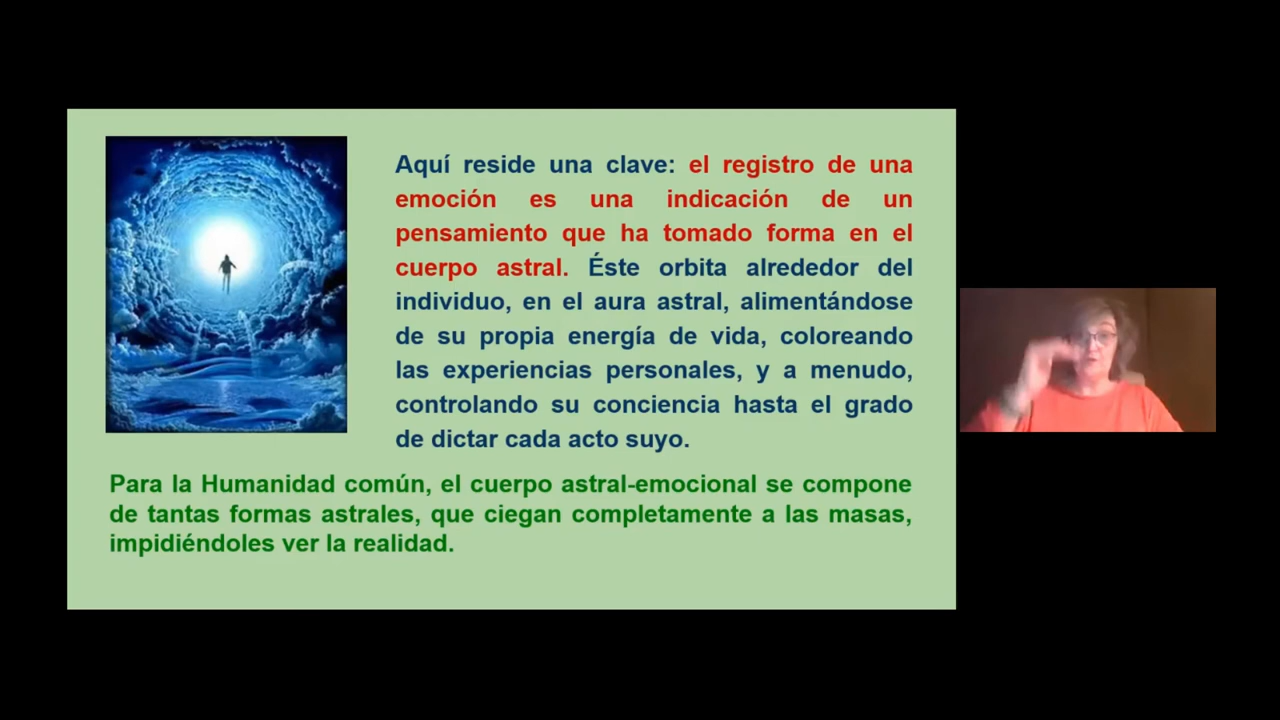 Aquí reside una clave: el registro de una
emoción es una indicación de un
pensamiento que ha tomado forma en el
cuerpo astral. Éste orbita alrededor del
individuo, en el aura astral, alimentándose
de su propia energía de vida, coloreando
las experiencias personales, y a menudo,
controlando su conciencia hasta el grado
de dictar cada acto suyo.
Para la Humanidad común, el cuerpo astral-emocional se compone
de tantas formas astrales, que ciegan completamente a las masas,
impidiéndoles ver la realidad.